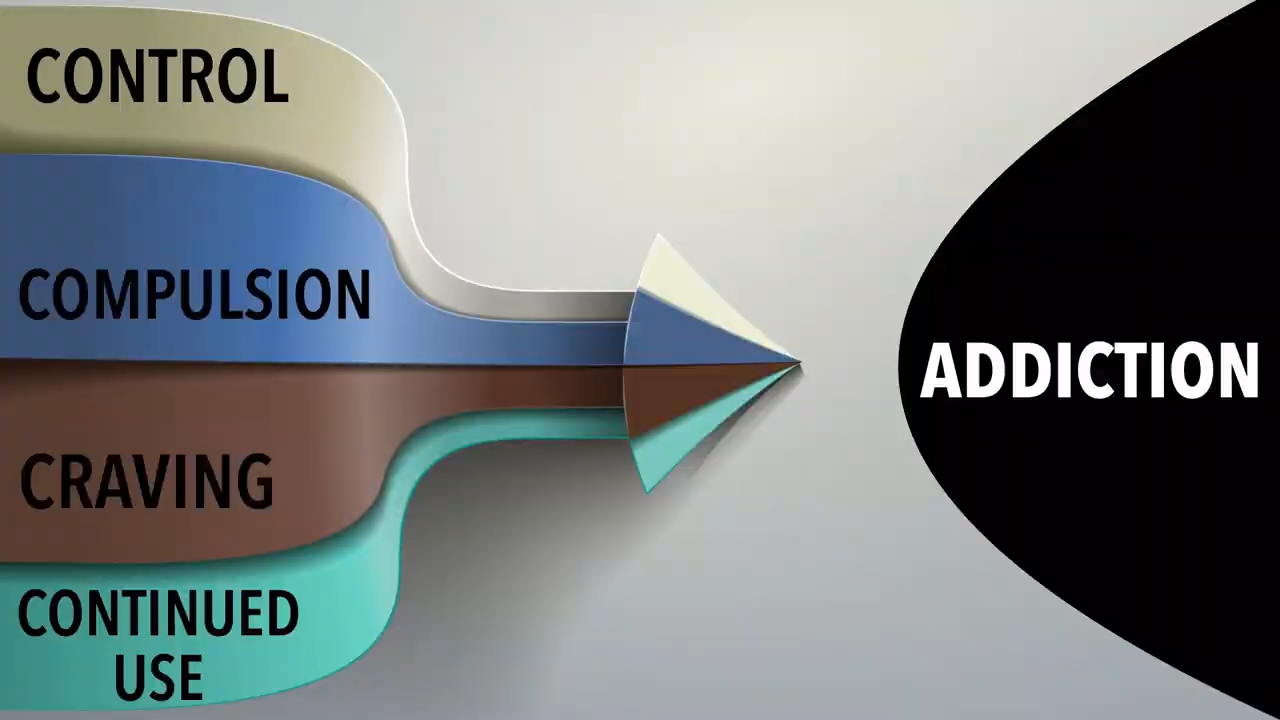 CONTROL
COMPULSION
CRAVING
CONTINUED
USE
ADDICTION